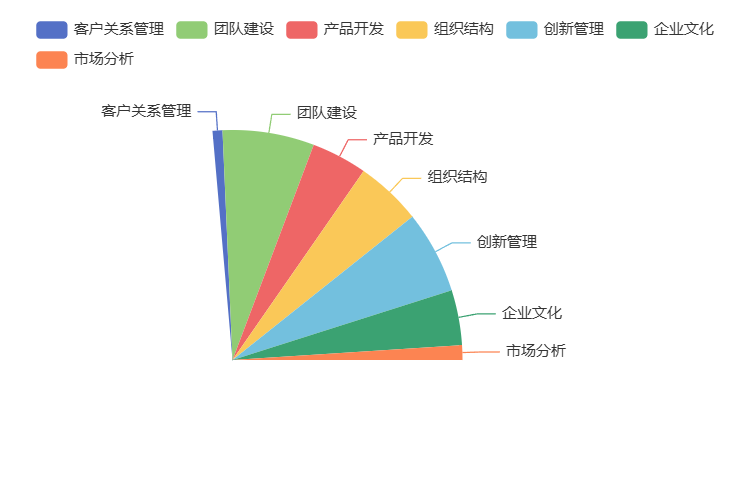 客户关系管理 团队建设 产品开发 组织结构 创新管理 企业文化
市场分析
客户关系管理
团队建设
产品开发
组织结构
创新管理
企业文化
市场分析